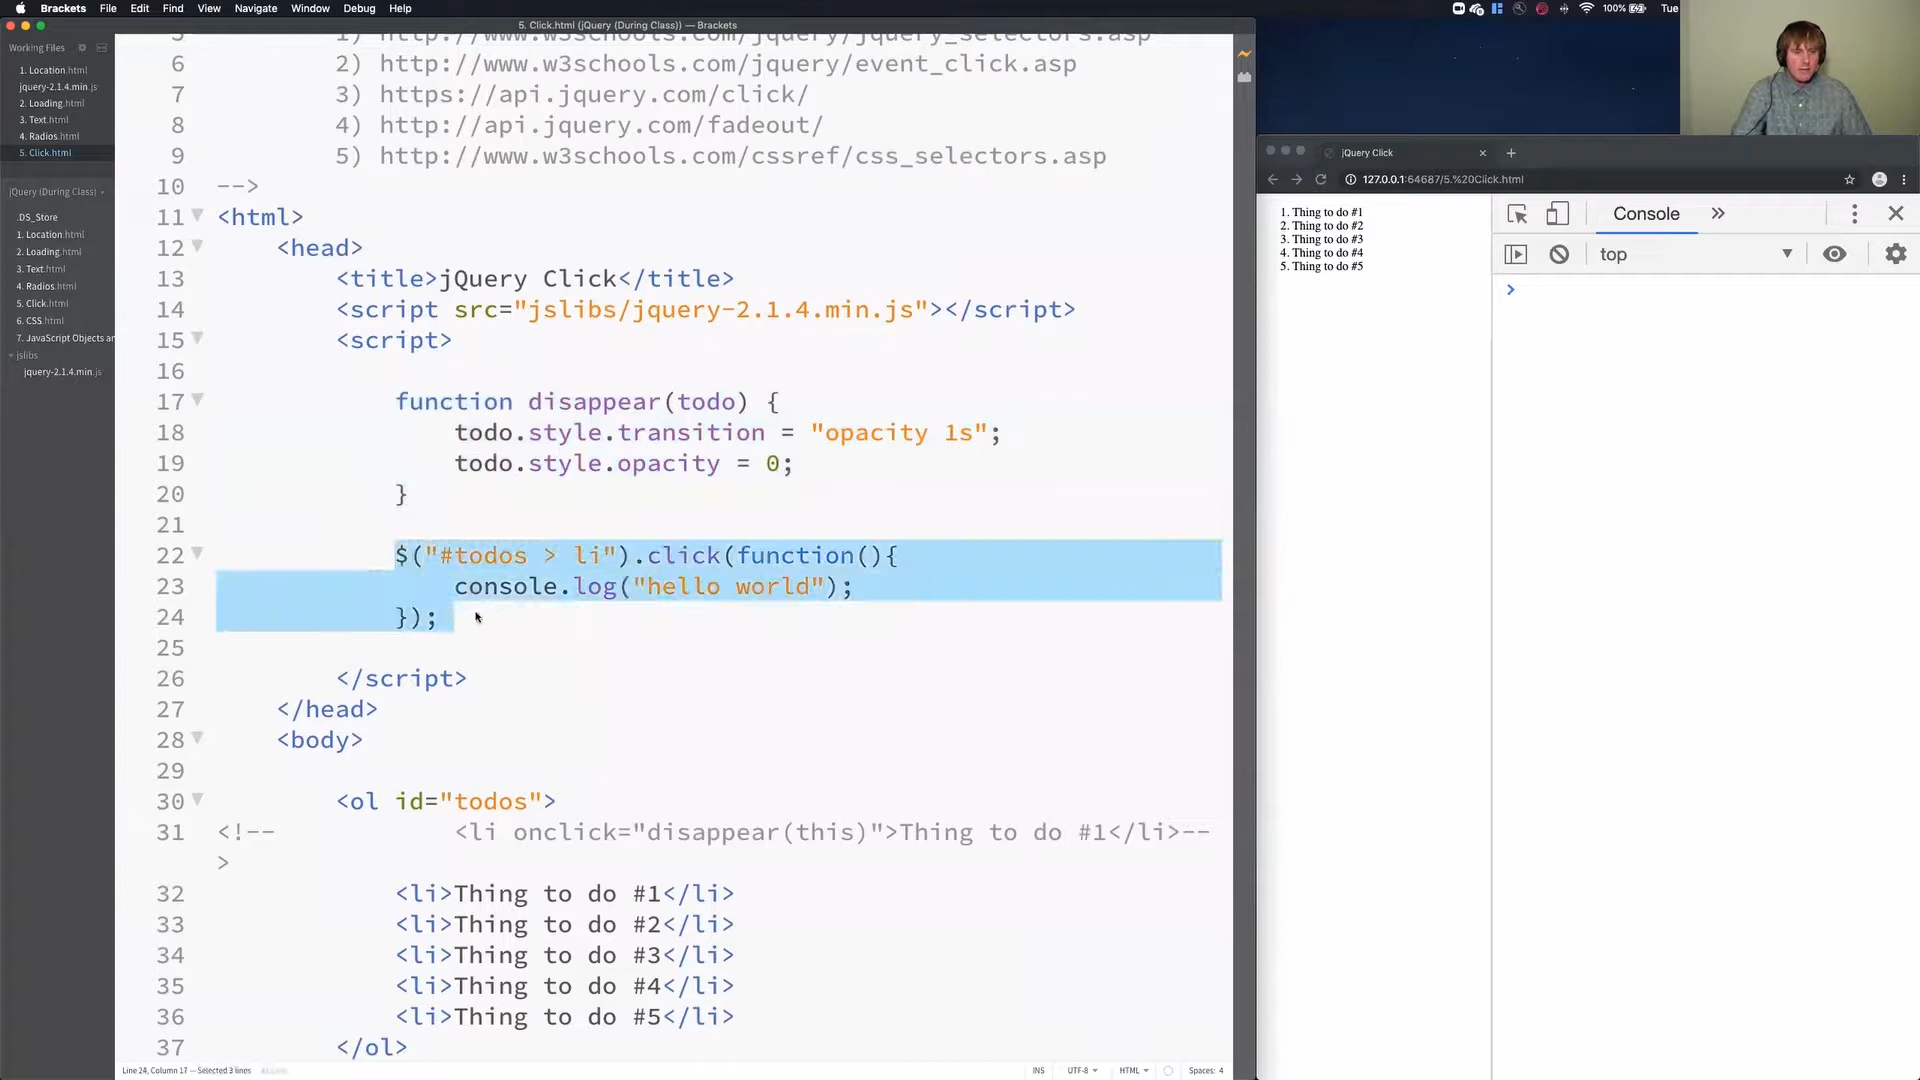 Brackets File Edit Find View Navigate Window Debug Help
100% Tue
5. Click.html (jQuery (During Class)) — Brackets
Working Files
1. Location.html
jquery-2.1.4.min.js
2. Loading.html
3. Text.html
4. Radios.html
5. Click.html
jQuery (During Class)
.DS_Store
1. Location.html
2. Loading.html
3. Text.html
4. Radios.html
5. Click.html
6. CSS.html
7. JavaScript Objects an
jslibs
jquery-2.1.4.min.js
5 1) http://www.w3schools.com/jquery/jquery_selectors.asp
6 2) http://www.w3schools.com/jquery/event_click.asp
7 3) https://api.jquery.com/click/
8 4) http://api.jquery.com/fadeout/
9 5) http://www.w3schools.com/cssref/css_selectors.asp
10 -->
11 <html>
12 <head>
13 <title>jQuery Click</title>
14 <script src="jslibs/jquery-2.1.4.min.js"></script>
15 <script>
16
17 function disappear(todo) {
18 todo.style.transition = "opacity 1s";
19 todo.style.opacity = 0;
20 }
21
22 $("#todos > li").click(function(){
23 console.log("hello world");
24 });
25
26 </script>
27 </head>
28 <body>
29
30 <ol id="todos">
31 <!-- <li onclick="disappear(this)">Thing to do #1</li>--
>
32 <li>Thing to do #1</li>
33 <li>Thing to do #2</li>
34 <li>Thing to do #3</li>
35 <li>Thing to do #4</li>
36 <li>Thing to do #5</li>
37 </ol>
Line 24, Column 17 — Selected 3 lines
INS UTF-8 HTML Spaces: 4
jQuery Click
127.0.0.1:64687/5.%20Click.html
1. Thing to do #1
2. Thing to do #2
3. Thing to do #3
4. Thing to do #4
5. Thing to do #5
Console
top